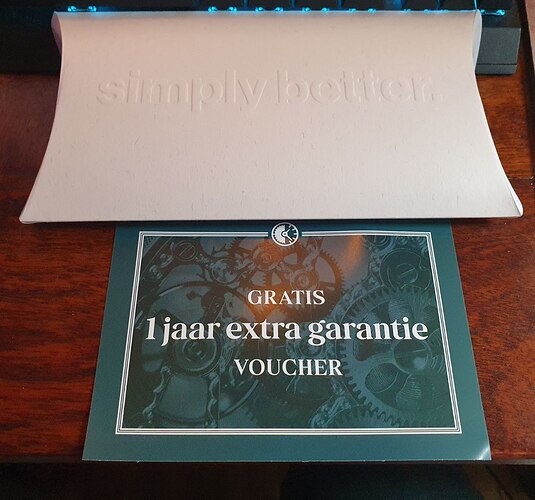 simply better.
GRATIS
1 jaar extra garantie
VOUCHER